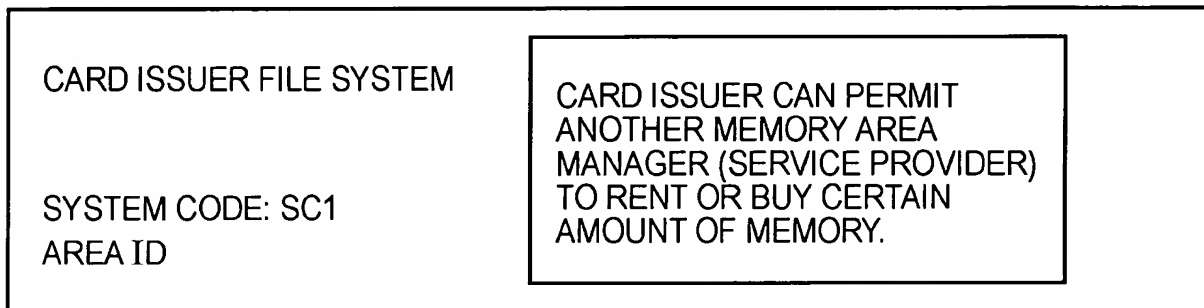 CARD ISSUER FILE SYSTEM
SYSTEM CODE: SC1
AREA ID
CARD ISSUER CAN PERMIT
ANOTHER MEMORY AREA
MANAGER (SERVICE PROVIDER)
TO RENT OR BUY CERTAIN
AMOUNT OF MEMORY.